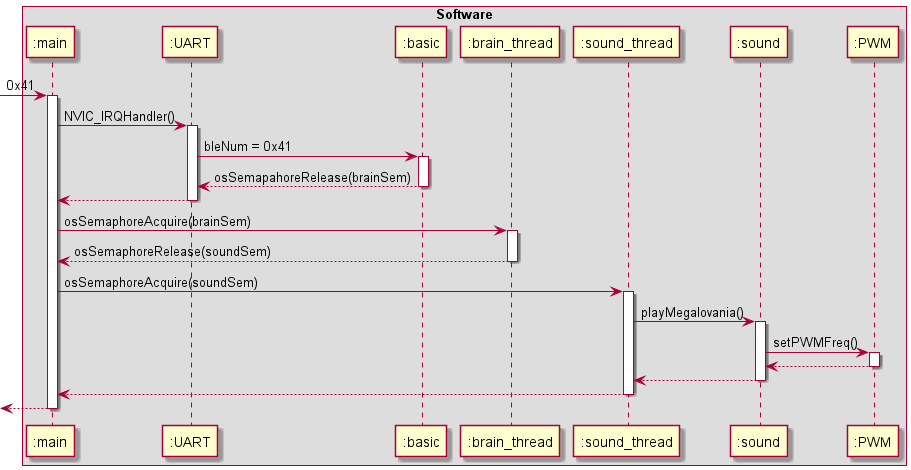 Software
:main
:UART
:basic
:brain_thread
:sound_thread
:sound
:PWM
0x41
NVIC_IRQHandler()
bleNum = 0x41
osSemapahoreRelease(brainSem)
osSemaphoreAcquire(brainSem)
osSemaphoreRelease(soundSem)
osSemaphoreAcquire(soundSem)
playMegalovania()
setPWMFreq()
:main
:UART
:basic
:brain_thread
:sound_thread
:sound
:PWM